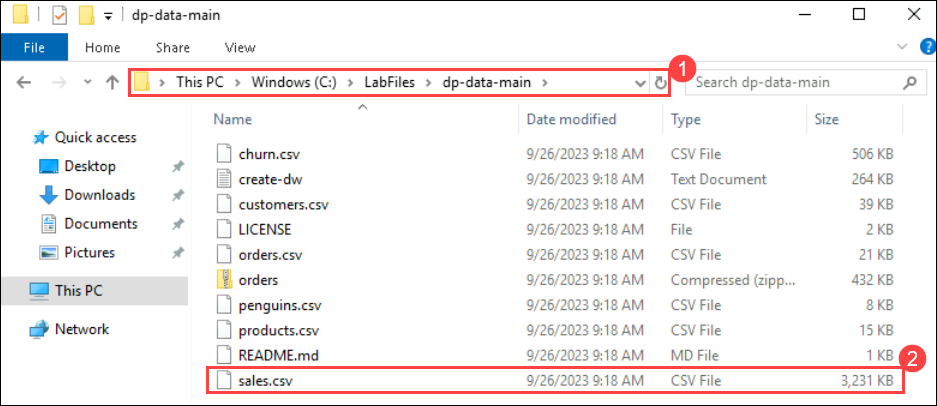 dp-data-main
File Home Share View
This PC Windows (C:) LabFiles dp-data-main 1 Search dp-data-main
Name Date modified Type Size
Quick access
Desktop
Downloads
Documents
Pictures
This PC
Network
churn.csv 9/26/2023 9:18 AM CSV File 506 KB
create-dw 9/26/2023 9:18 AM Text Document 264 KB
customers.csv 9/26/2023 9:18 AM CSV File 39 KB
LICENSE 9/26/2023 9:18 AM File 2 KB
orders.csv 9/26/2023 9:18 AM CSV File 21 KB
orders 9/26/2023 9:18 AM Compressed (zipp... 432 KB
penguins.csv 9/26/2023 9:18 AM CSV File 8 KB
products.csv 9/26/2023 9:18 AM CSV File 15 KB
README.md 9/26/2023 9:18 AM MD File 1 KB
2
sales.csv 9/26/2023 9:18 AM CSV File 3,231 KB